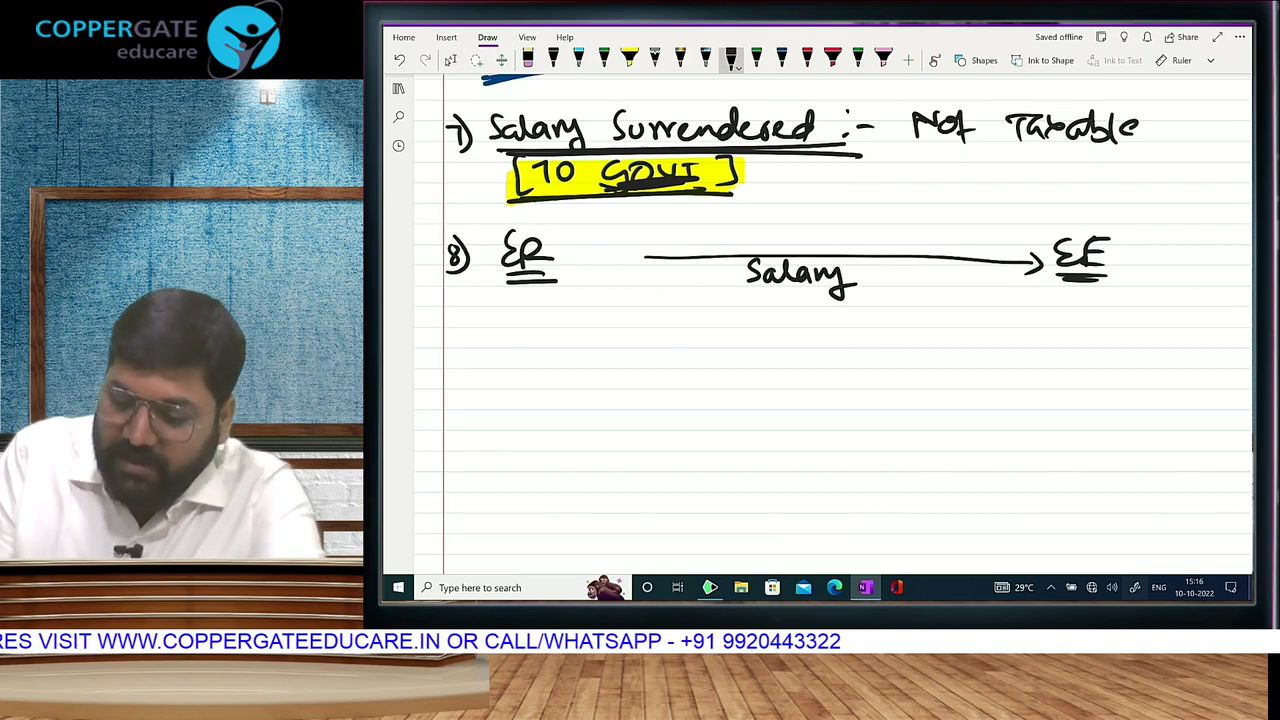 COPPERGATE
educare
Home Insert Draw View Help
Saved offline Share
Shapes Ink to Shape Ink to Text Ruler
7) Salary Surrendered :- Not Taxable
[TO GOVT]
8) ER Salary EE
Type here to search
29°C ENG 15:16
10-10-2022
RES VISIT WWW.COPPERGATEEDUCARE.IN OR CALL/WHATSAPP - +91 9920443322